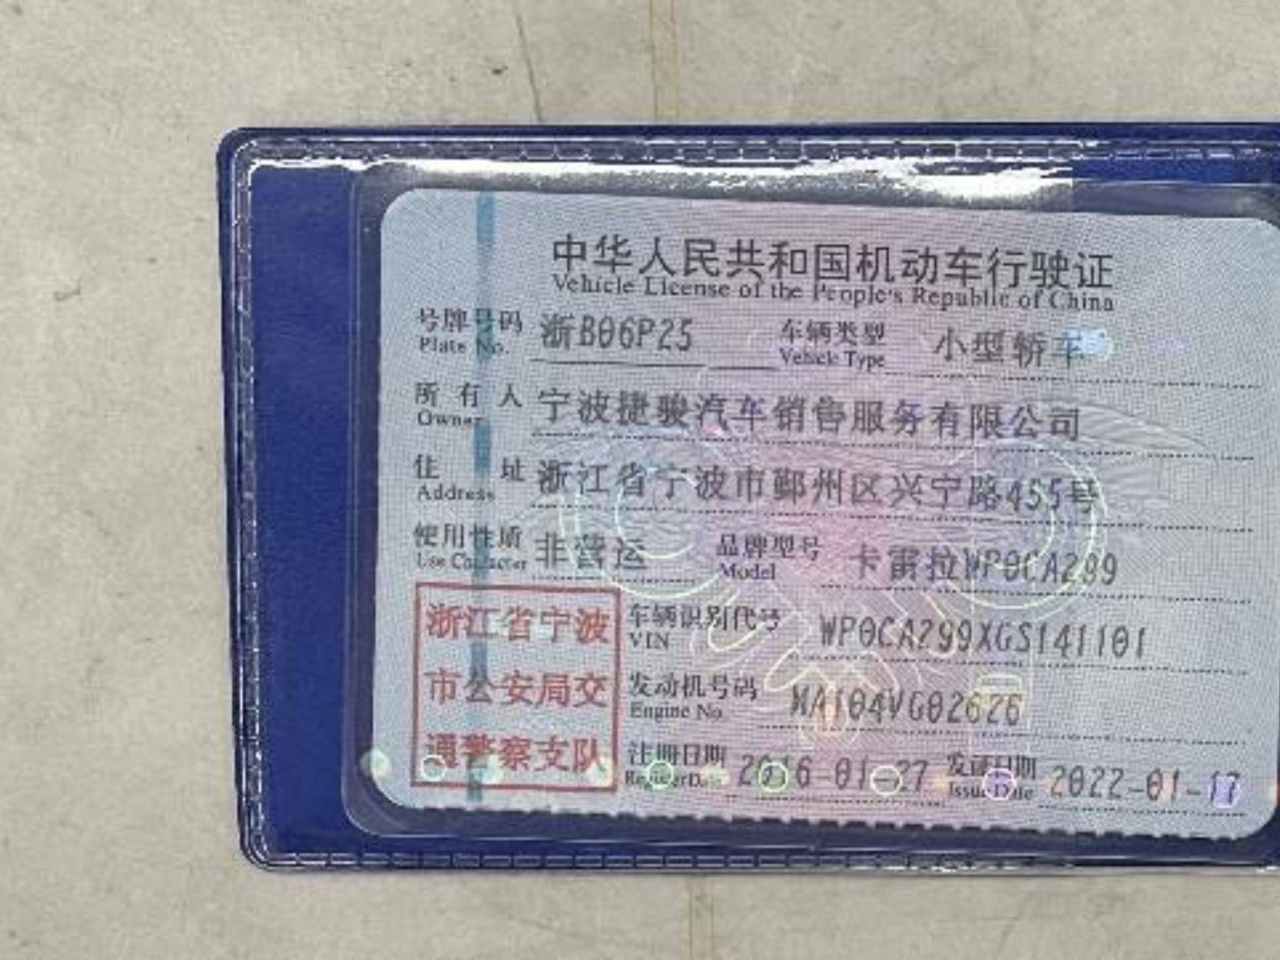 中华人民共和国机动车行驶证
Vehicle License of the People's Republic of China
号牌号码 浙B06P25 车辆类型 小型轿车
Plate No. Vehicle Type
所有人 宁波捷骏汽车销售服务有限公司
Owner
住址 浙江省宁波市鄞州区兴宁路455号
Address
使用性质 非营运 品牌型号 卡雷拉WP0CA299
Use Character Model
浙江省宁波 车辆识别代号 WP0CA299XGS141101
VIN
市公安局交 发动机号码 MA104VG02626
Engine No.
通警察支队 注册日期 2016-01-27 发证日期 2022-01-17
Register Date Issue Date